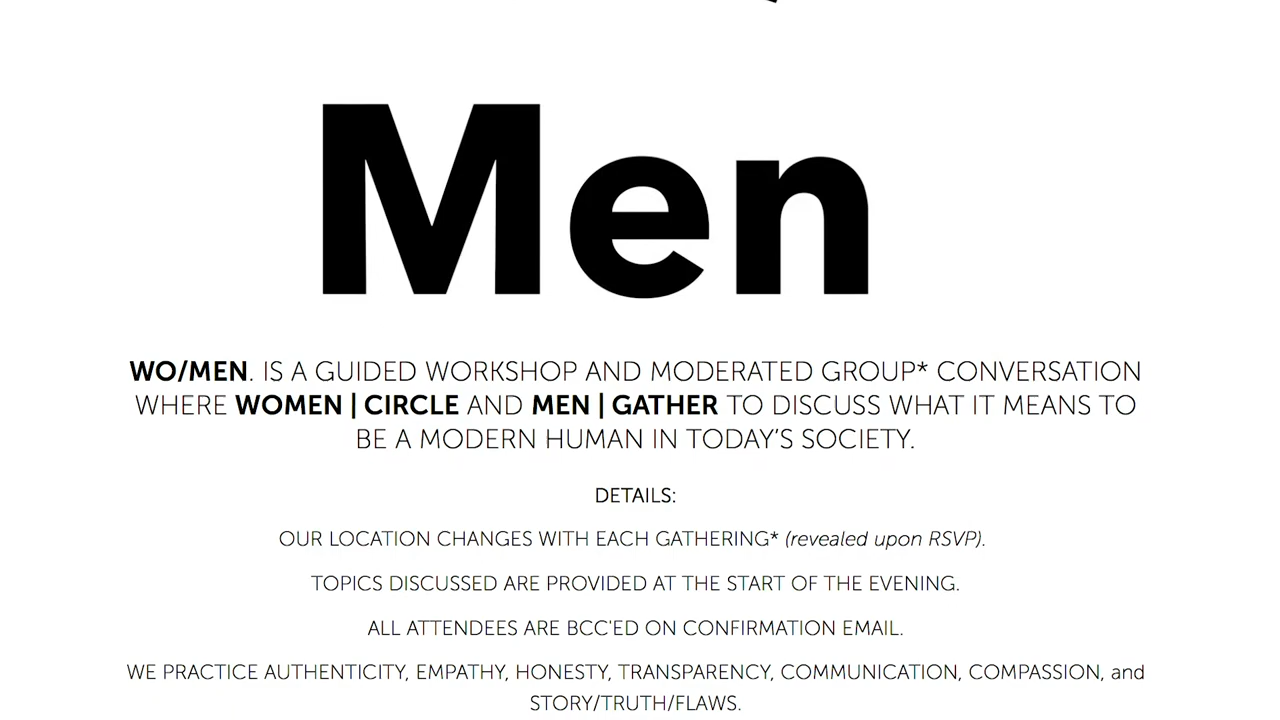 Men
WO/MEN. IS A GUIDED WORKSHOP AND MODERATED GROUP* CONVERSATION
WHERE WOMEN | CIRCLE AND MEN | GATHER TO DISCUSS WHAT IT MEANS TO
BE A MODERN HUMAN IN TODAY'S SOCIETY.
DETAILS:
OUR LOCATION CHANGES WITH EACH GATHERING* (revealed upon RSVP).
TOPICS DISCUSSED ARE PROVIDED AT THE START OF THE EVENING.
ALL ATTENDEES ARE BCC'ED ON CONFIRMATION EMAIL.
WE PRACTICE AUTHENTICITY, EMPATHY, HONESTY, TRANSPARENCY, COMMUNICATION, COMPASSION, and
STORY/TRUTH/FLAWS.